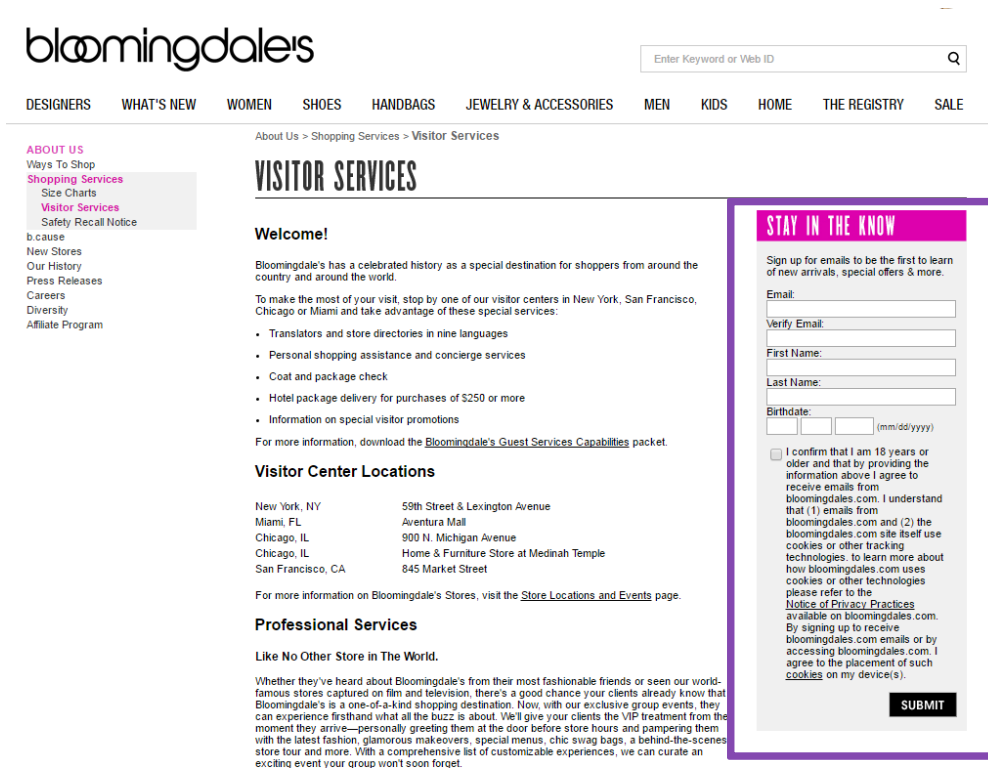 bloomingdale's
Enter Keyword or Web ID
DESIGNERS WHAT'S NEW WOMEN SHOES HANDBAGS JEWELRY & ACCESSORIES MEN KIDS HOME THE REGISTRY SALE
ABOUT US
Ways To Shop
Shopping Services
Size Charts
Visitor Services
Safety Recall Notice
b.cause
New Stores
Our History
Press Releases
Careers
Diversity
Affiliate Program
About Us > Shopping Services > Visitor Services
VISITOR SERVICES
Welcome!
Bloomingdale's has a celebrated history as a special destination for shoppers from around the
country and around the world.
To make the most of your visit, stop by one of our visitor centers in New York, San Francisco,
Chicago or Miami and take advantage of these special services:
• Translators and store directories in nine languages
• Personal shopping assistance and concierge services
• Coat and package check
• Hotel package delivery for purchases of $250 or more
• Information on special visitor promotions
For more information, download the Bloomingdale's Guest Services Capabilities packet.
Visitor Center Locations
New York, NY 59th Street & Lexington Avenue
Miami, FL Aventura Mall
Chicago, IL 900 N. Michigan Avenue
Chicago, IL Home & Furniture Store at Medinah Temple
San Francisco, CA 845 Market Street
For more information on Bloomingdale's Stores, visit the Store Locations and Events page.
Professional Services
Like No Other Store in The World.
Whether they've heard about Bloomingdale's from their most fashionable friends or seen our world-
famous stores captured on film and television, there's a good chance your clients already know that
Bloomingdale's is a one-of-a-kind shopping destination. Now, with our exclusive group events, they
can experience firsthand what all the buzz is about. We'll give your clients the VIP treatment from the
moment they arrive—personally greeting them at the door before store hours and pampering them
with the latest fashion, glamorous makeovers, special menus, chic swag bags, a behind-the-scenes
store tour and more. With a comprehensive list of customizable experiences, we can curate an
exciting event your group won't soon forget.
STAY IN THE KNOW
Sign up for emails to be the first to learn
of new arrivals, special offers & more.
Email:
Verify Email:
First Name:
Last Name:
Birthdate:
(mm/dd/yyyy)
I confirm that I am 18 years or
older and that by providing the
information above I agree to
receive emails from
bloomingdales.com. I understand
that (1) emails from
bloomingdales.com and (2) the
bloomingdales.com site itself use
cookies or other tracking
technologies. to learn more about
how bloomingdales.com uses
cookies or other technologies
please refer to the
Notice of Privacy Practices
available on bloomingdales.com.
By signing up to receive
bloomingdales.com emails or by
accessing bloomingdales.com. I
agree to the placement of such
cookies on my device(s).
SUBMIT